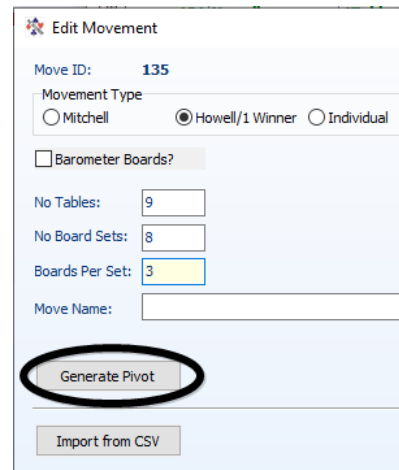 Edit Movement
Move ID: 135
Movement Type
Mitchell Howell/1 Winner Individual
Barometer Boards?
No Tables: 9
No Board Sets: 8
Boards Per Set: 3
Move Name:
Generate Pivot
Import from CSV